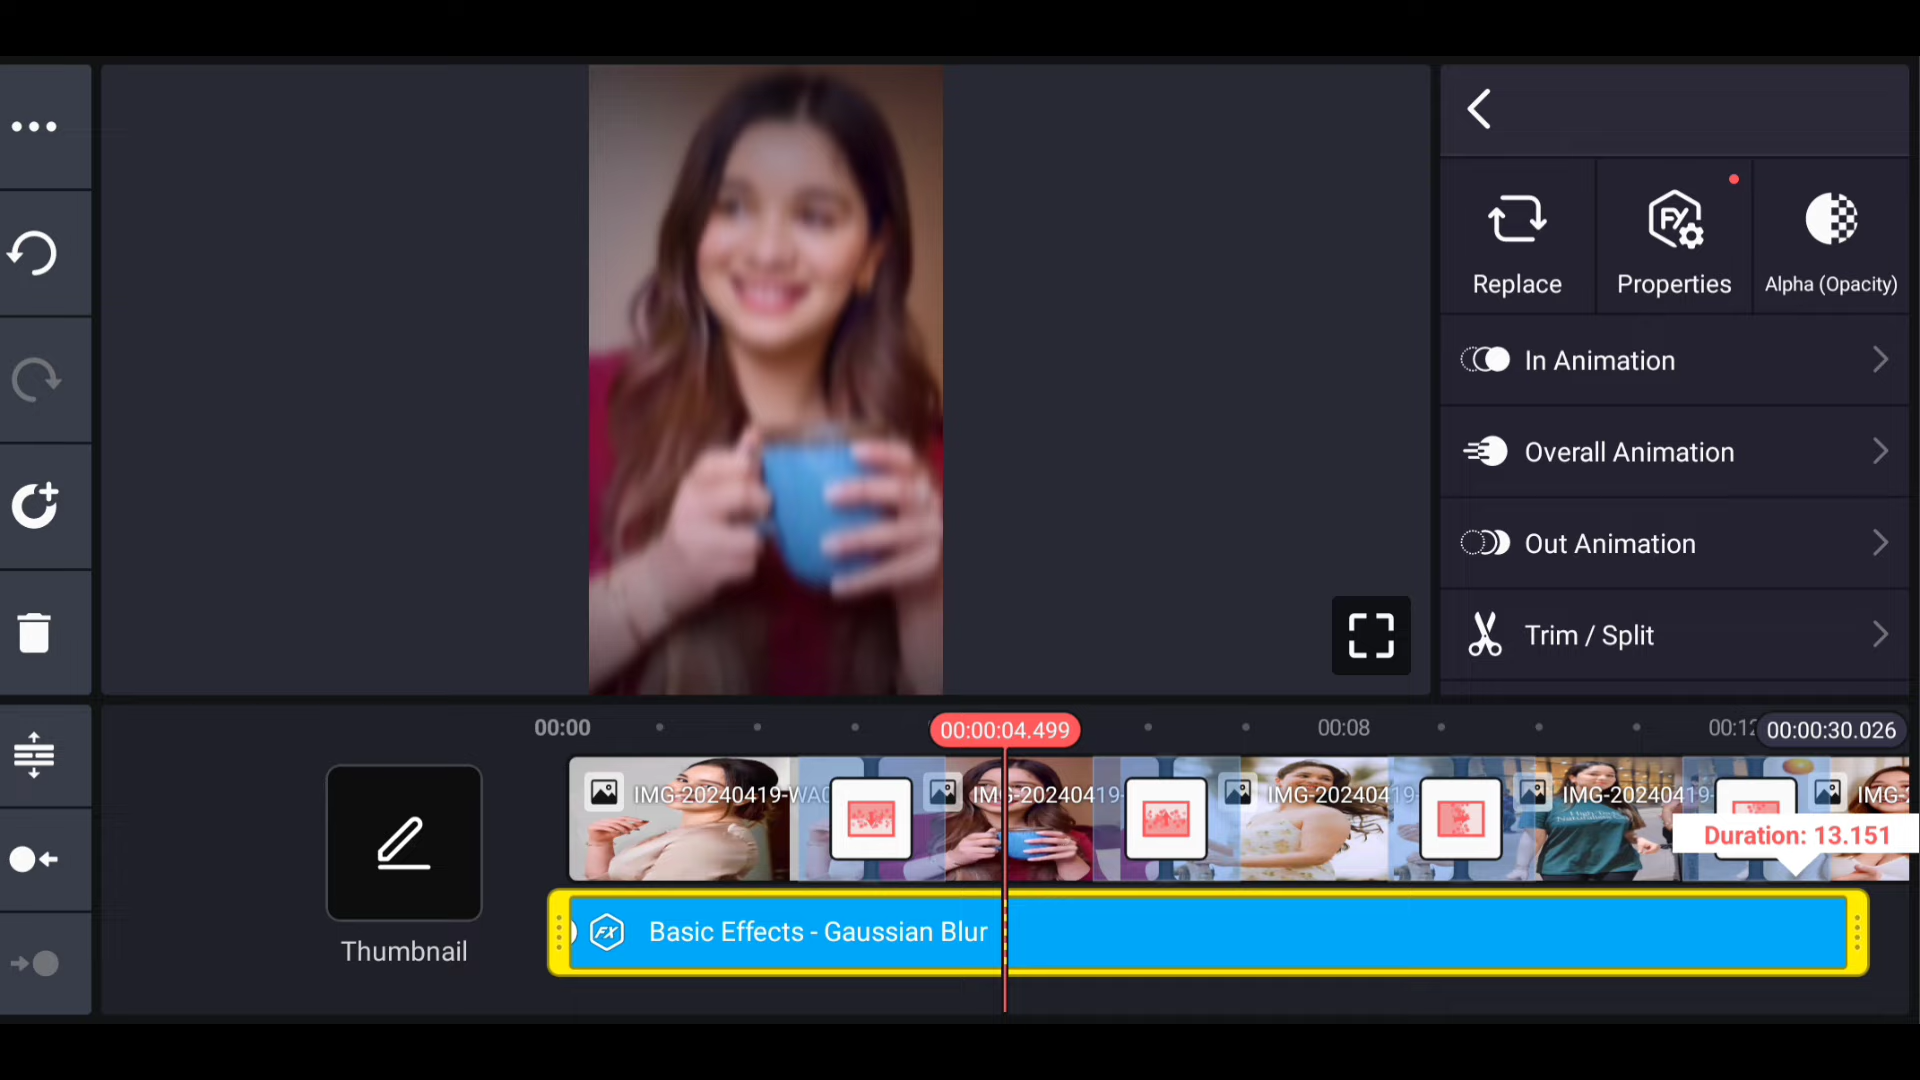 Replace
Properties
Alpha (Opacity)
In Animation
Overall Animation
Out Animation
Trim / Split
00:00
00:00:04.499
00:08
00:12
00:00:30.026
IMG-20240419-WA0
IMG-20240419-
IMG-20240419-
IMG-20240419-
IMG-2
Duration: 13.151
Thumbnail
FX
Basic Effects - Gaussian Blur